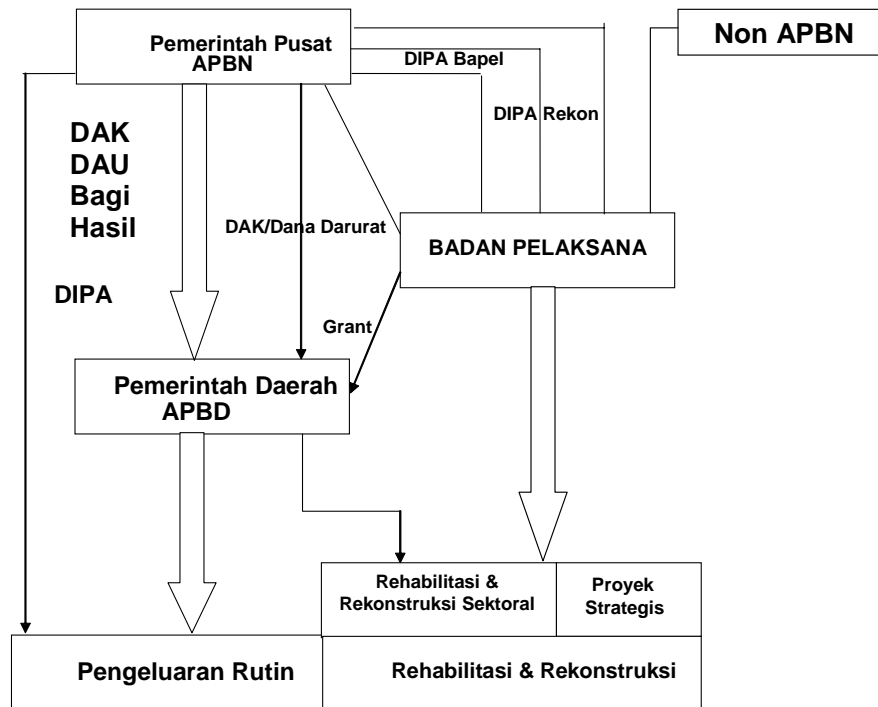 Pemerintah Pusat
APBN
Non APBN
DIPA Bapel
DIPA Rekon
DAK
DAU
Bagi
Hasil
DAK/Dana Darurat
BADAN PELAKSANA
DIPA
Grant
Pemerintah Daerah
APBD
Rehabilitasi &
Rekonstruksi Sektoral
Proyek
Strategis
Pengeluaran Rutin
Rehabilitasi & Rekonstruksi